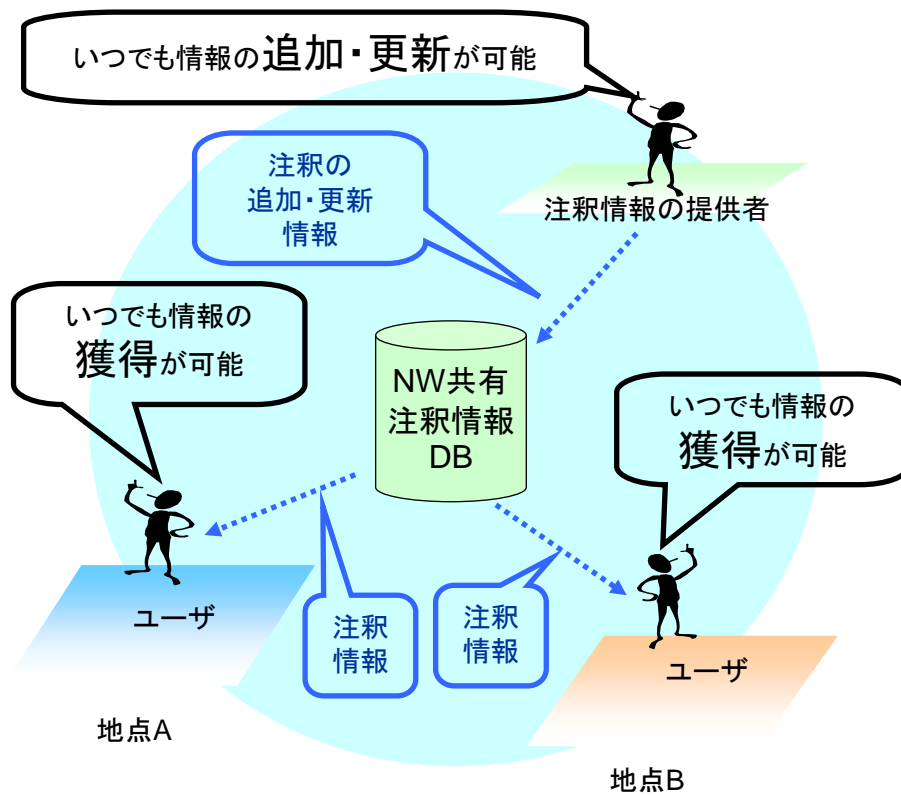 いつでも情報の追加・更新が可能
注釈の
追加・更新
情報
注釈情報の提供者
いつでも情報の
獲得が可能
NW共有
注釈情報
DB
いつでも情報の
獲得が可能
ユーザ
注釈
情報
注釈
情報
ユーザ
地点A
地点B